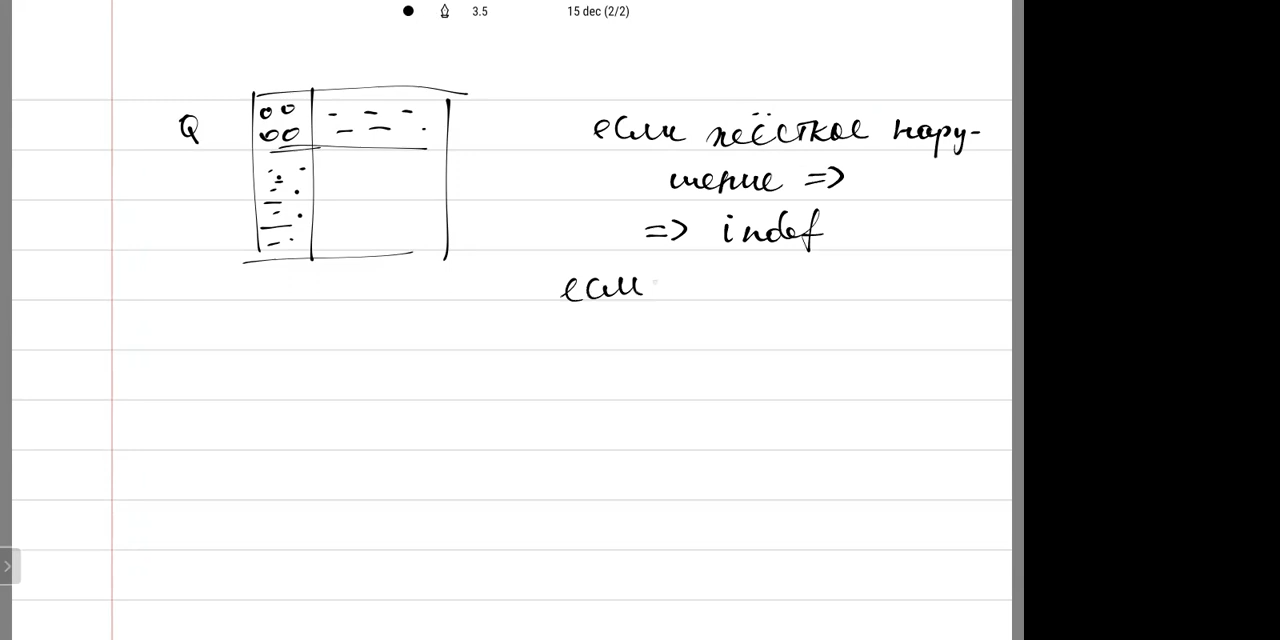 3.5 15 dec (2/2)
Q
если жёсткое нару-
шение =>
=> indef
если